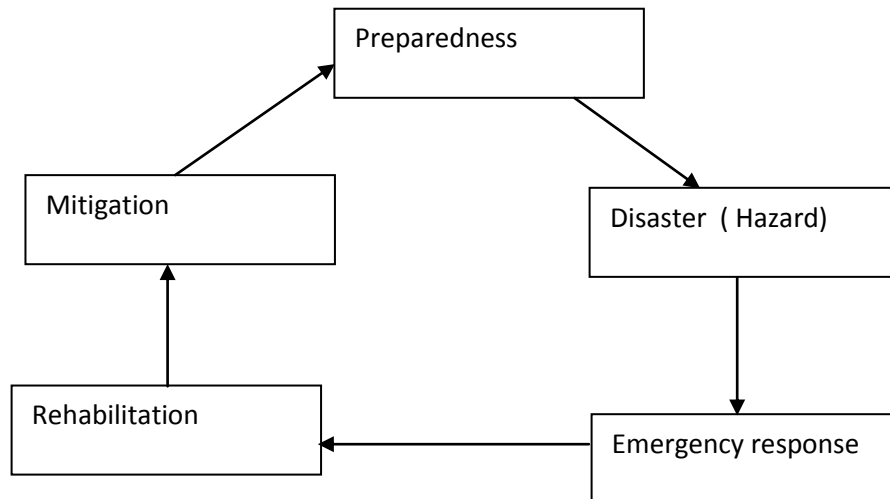 Preparedness
Mitigation
Disaster  ( Hazard)
Rehabilitation
Emergency response